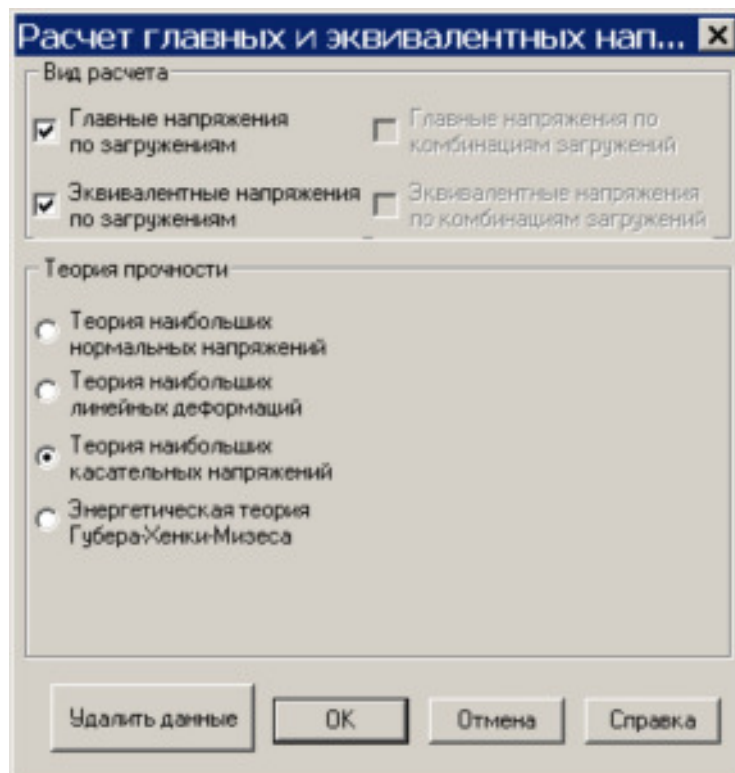 Расчет главных и эквивалентных нап...
Вид расчета
Главные напряжения
по загружениям
Главные напряжения по
комбинациям загружений
Эквивалентные напряжения
по загружениям
Эквивалентные напряжения
по комбинациям загружений
Теория прочности
Теория наибольших
нормальных напряжений
Теория наибольших
линейных деформаций
Теория наибольших
касательных напряжений
Энергетическая теория
Губера-Хенки-Мизеса
Удалить данные
OK
Отмена
Справка